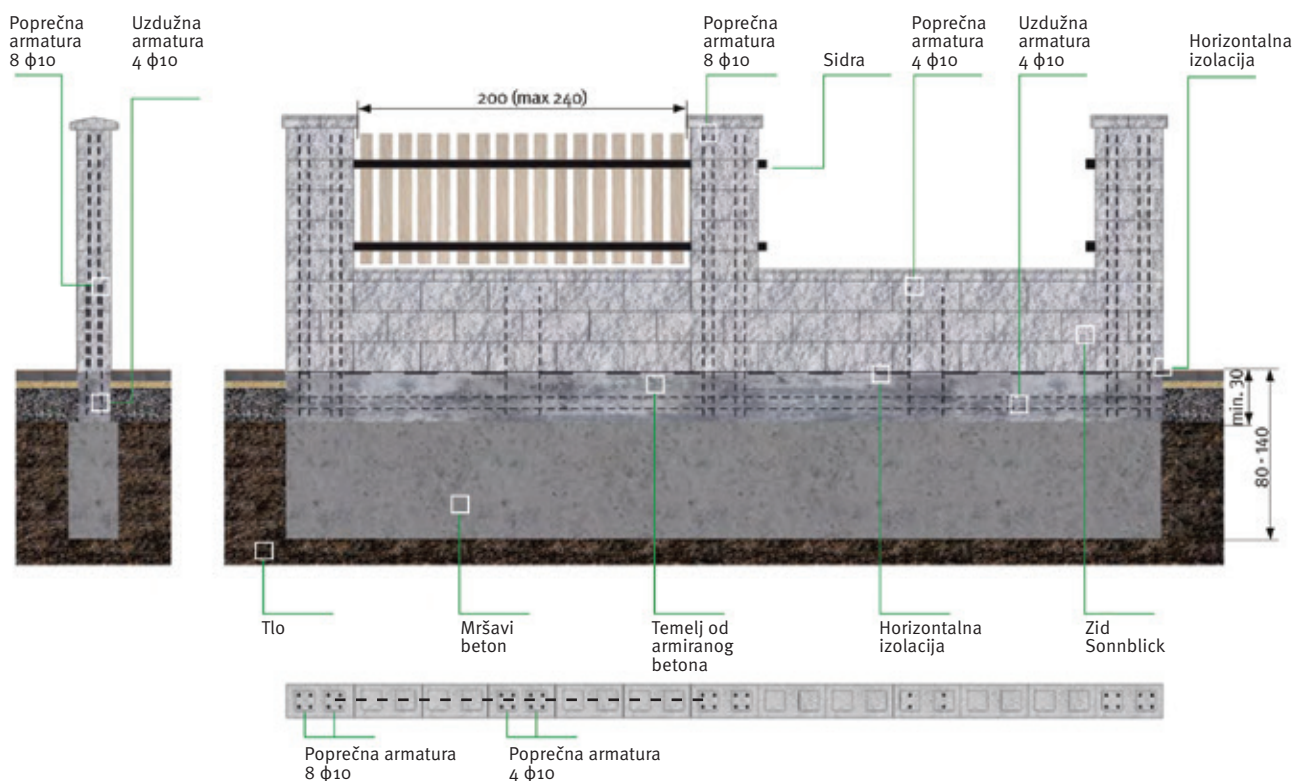 Poprečna
armatura
8 ϕ10
Uzdužna
armatura
4 ϕ10
Poprečna
armatura
8 ϕ10
Sidra
Poprečna
armatura
4 ϕ10
Uzdužna
armatura
4 ϕ10
Horizontalna
izolacija
200 (max 240)
min. 30
80 - 140
Tlo
Mršavi
beton
Temelj od
armiranog
betona
Horizontalna
izolacija
Zid
Sonnblick
Poprečna armatura
8 ϕ10
Poprečna armatura
4 ϕ10